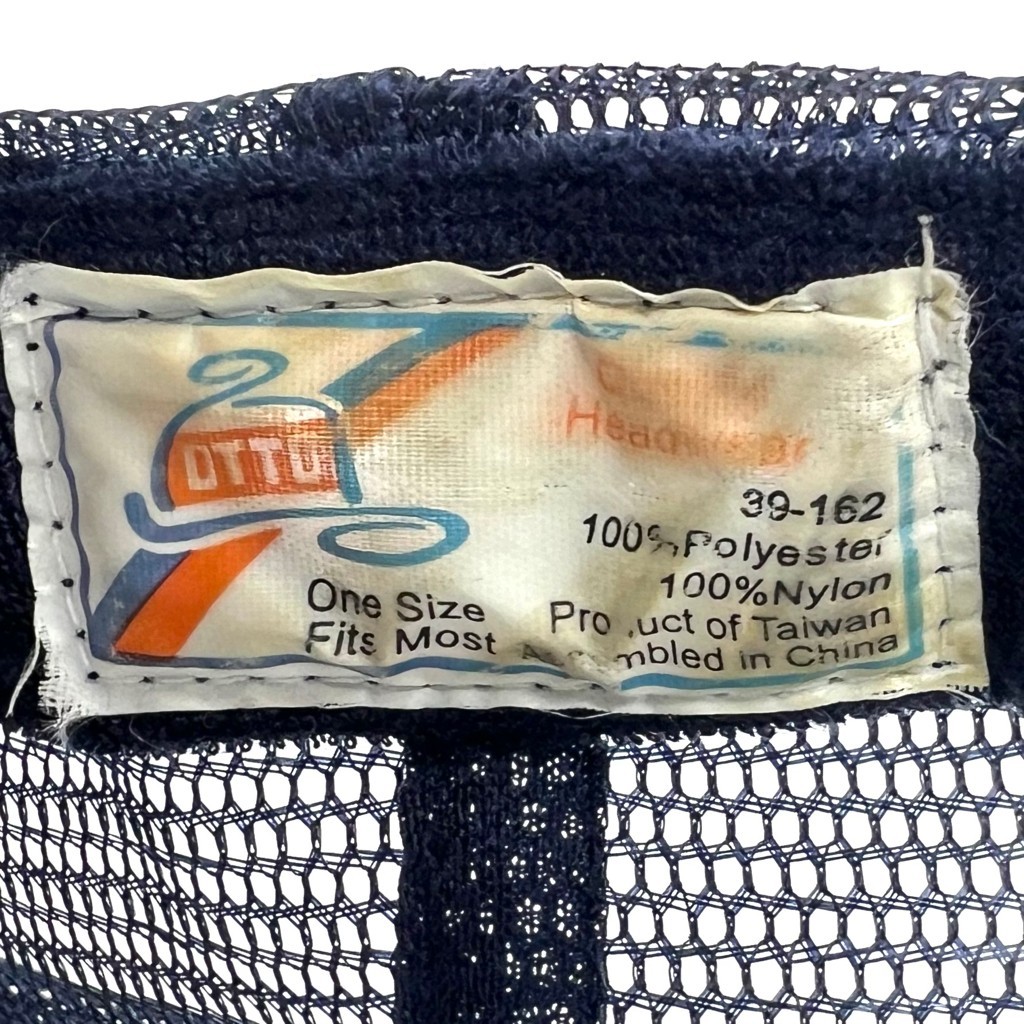 OTTO
Headwear
39-162
100% Polyester
100% Nylon
One Size
Fits Most
Product of Taiwan
Assembled in China